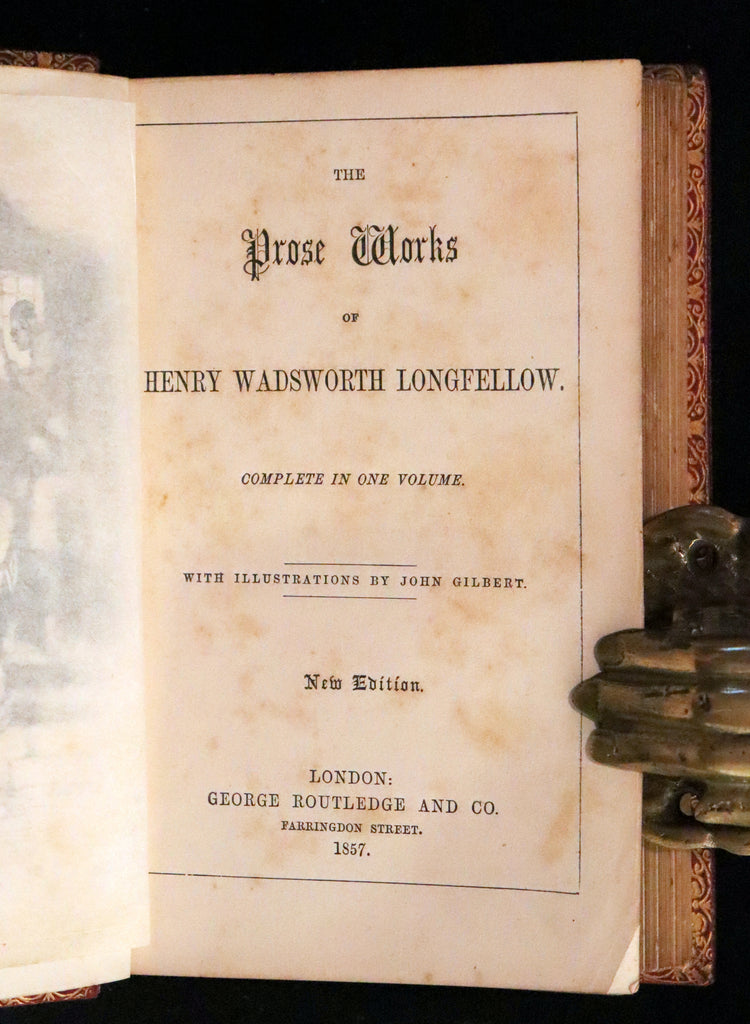 THE
Prose Works
OF
HENRY WADSWORTH LONGFELLOW.
COMPLETE IN ONE VOLUME.
WITH ILLUSTRATIONS BY JOHN GILBERT.
New Edition.
LONDON:
GEORGE ROUTLEDGE AND CO.
FARRINGDON STREET.
1857.